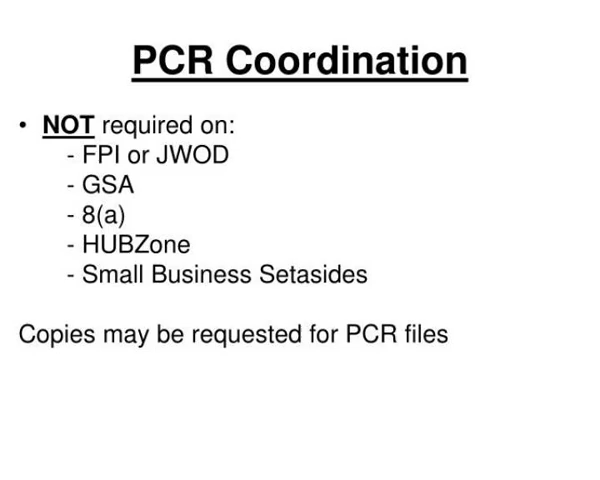 PCR Coordination
• NOT required on:
- FPI or JWOD
- GSA
- 8(a)
- HUBZone
- Small Business Setasides
Copies may be requested for PCR files